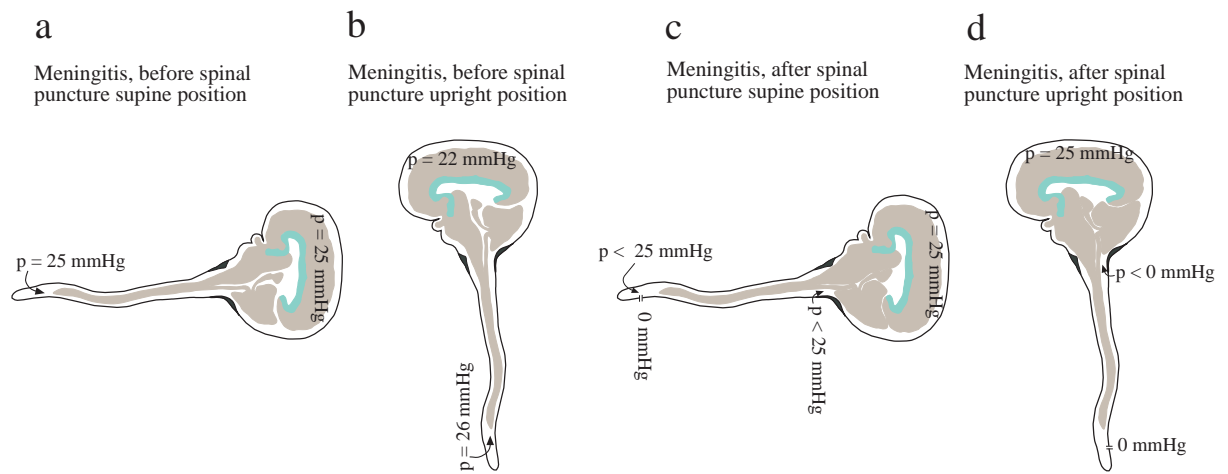 a
Meningitis, before spinal
puncture supine position
p = 25 mmHg
p = 25 mmHg
b
Meningitis, before spinal
puncture upright position
p = 22 mmHg
p = 26 mmHg
c
Meningitis, after spinal
puncture supine position
p < 25 mmHg
0 mmHg
p < 25 mmHg
p = 25 mmHg
d
Meningitis, after spinal
puncture upright position
p = 25 mmHg
p < 0 mmHg
0 mmHg